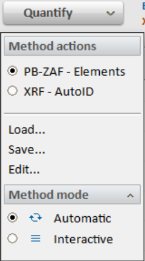 Quantify
Method actions
PB-ZAF - Elements
XRF - AutoID
Load...
Save...
Edit...
Method mode
Automatic
Interactive